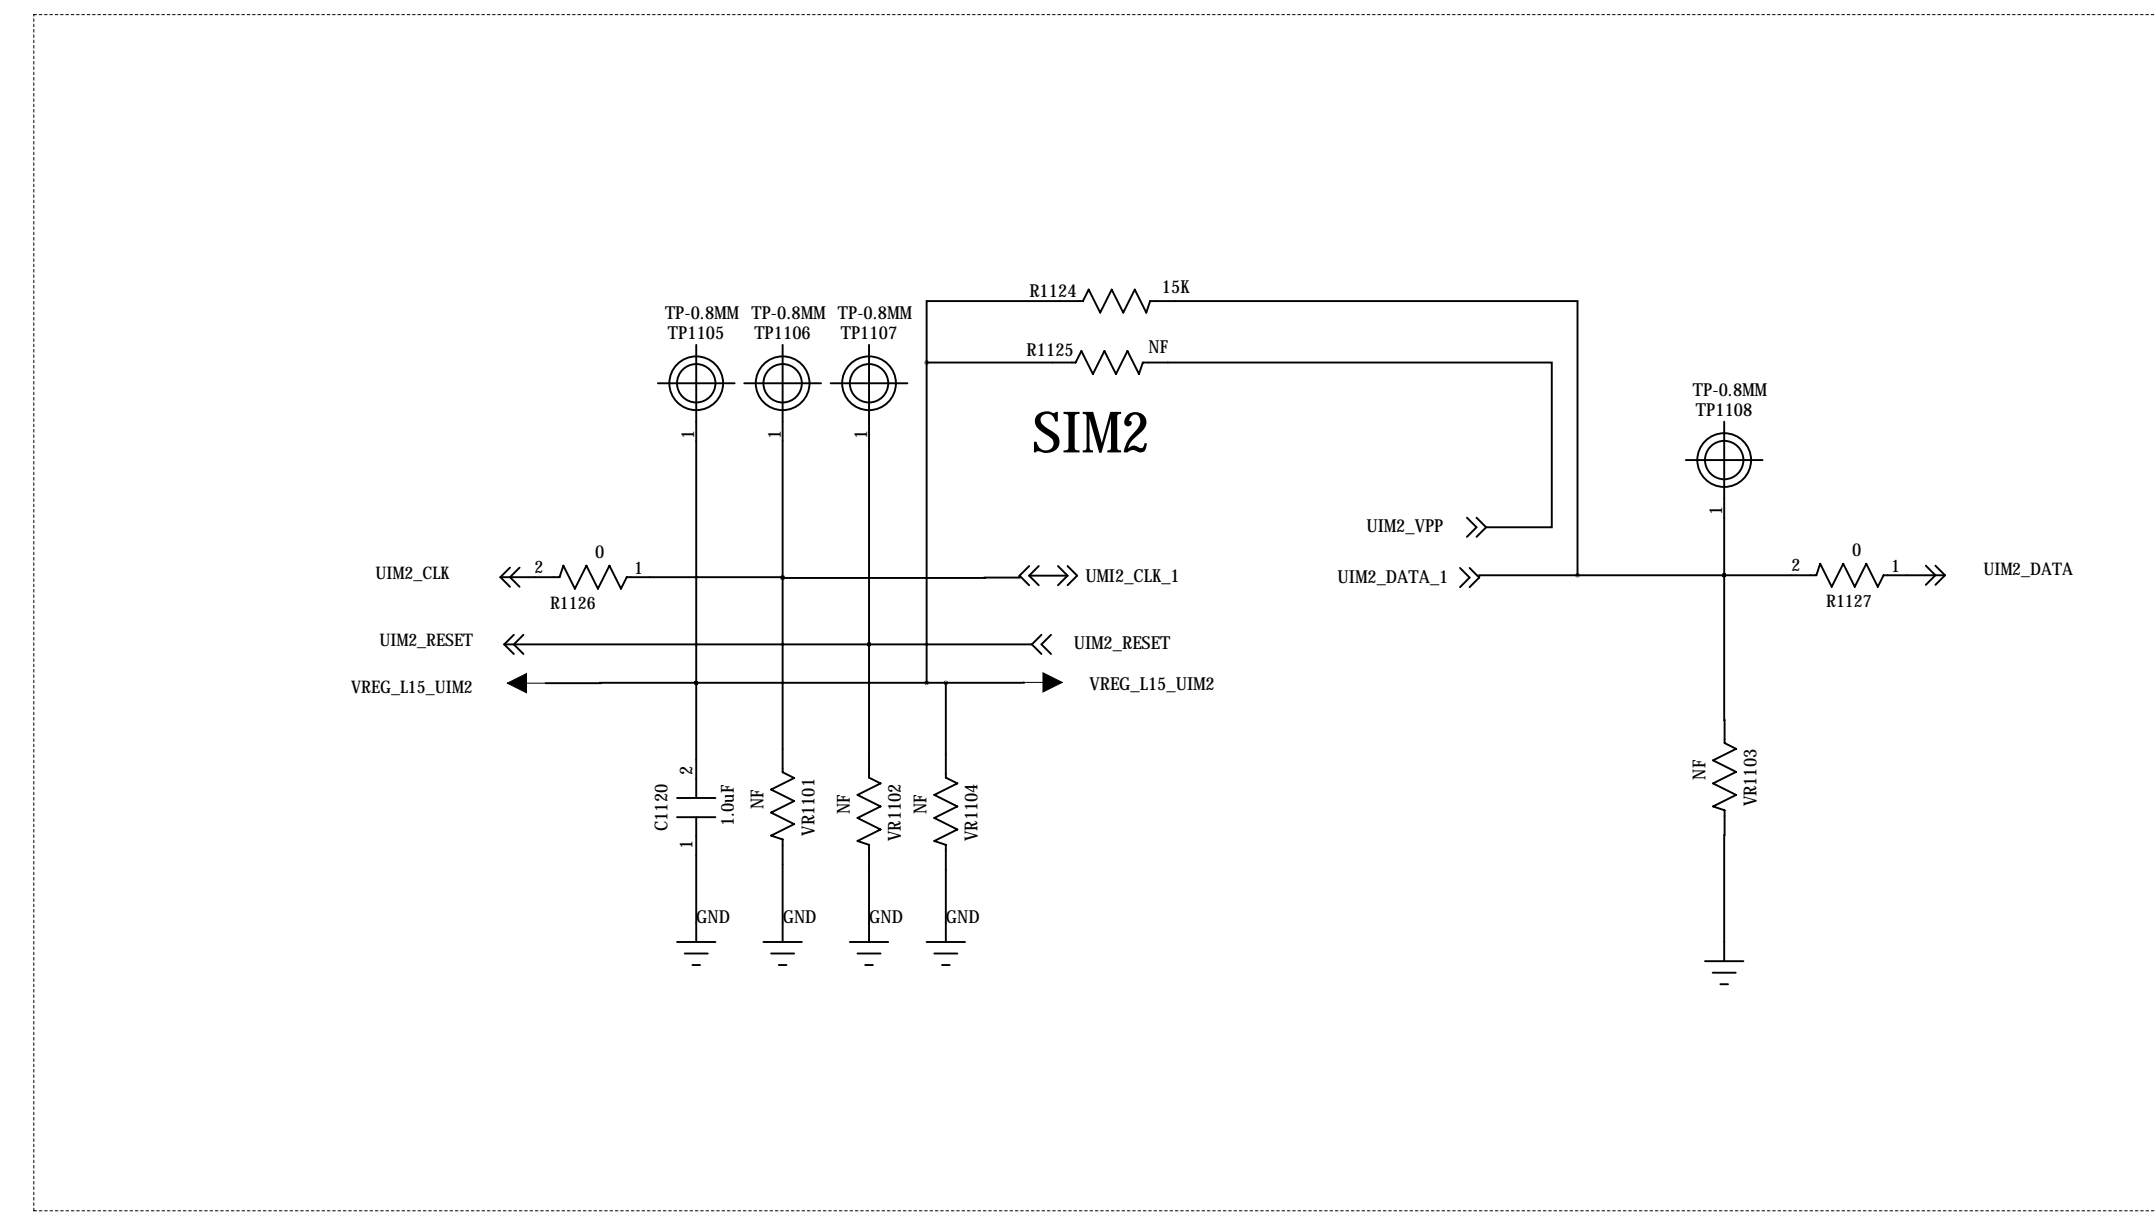 R1124 15K
TP-0.8MM TP-0.8MM TP-0.8MM
TP1105 TP1106 TP1107
R1125 NF
TP-0.8MM
TP1108
SIM2
1 1 1
1
UIM2_VPP
UIM2_CLK 2 0 1 UMI2_CLK_1
R1126
UIM2_DATA_1 2 0 1 UIM2_DATA
R1127
UIM2_RESET UIM2_RESET
VREG_L15_UIM2 VREG_L15_UIM2
C1120 2 1 1.0uF
NF VR1101
NF VR1102
NF VR1104
NF VR1103
GND GND GND GND